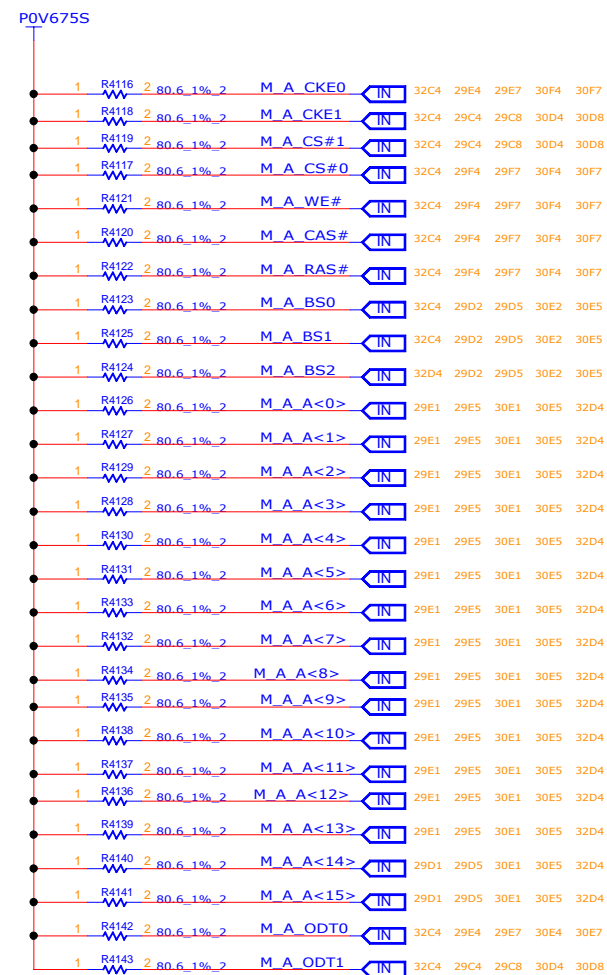 P0V675S
1 R4116 2 80.6_1%_2 M_A_CKE0 IN 32C4 29E4 29E7 30F4 30F7
1 R4118 2 80.6_1%_2 M_A_CKE1 IN 32C4 29C4 29C8 30D4 30D8
1 R4119 2 80.6_1%_2 M_A_CS#1 IN 32C4 29C4 29C8 30D4 30D8
1 R4117 2 80.6_1%_2 M_A_CS#0 IN 32C4 29F4 29F7 30F4 30F7
1 R4121 2 80.6_1%_2 M_A_WE# IN 32C4 29F4 29F7 30F4 30F7
1 R4120 2 80.6_1%_2 M_A_CAS# IN 32C4 29F4 29F7 30F4 30F7
1 R4122 2 80.6_1%_2 M_A_RAS# IN 32C4 29F4 29F7 30F4 30F7
1 R4123 2 80.6_1%_2 M_A_BS0 IN 32C4 29D2 29D5 30E2 30E5
1 R4125 2 80.6_1%_2 M_A_BS1 IN 32C4 29D2 29D5 30E2 30E5
1 R4124 2 80.6_1%_2 M_A_BS2 IN 32D4 29D2 29D5 30E2 30E5
1 R4126 2 80.6_1%_2 M_A_A<0> IN 29E1 29E5 30E1 30E5 32D4
1 R4127 2 80.6_1%_2 M_A_A<1> IN 29E1 29E5 30E1 30E5 32D4
1 R4129 2 80.6_1%_2 M_A_A<2> IN 29E1 29E5 30E1 30E5 32D4
1 R4128 2 80.6_1%_2 M_A_A<3> IN 29E1 29E5 30E1 30E5 32D4
1 R4130 2 80.6_1%_2 M_A_A<4> IN 29E1 29E5 30E1 30E5 32D4
1 R4131 2 80.6_1%_2 M_A_A<5> IN 29E1 29E5 30E1 30E5 32D4
1 R4133 2 80.6_1%_2 M_A_A<6> IN 29E1 29E5 30E1 30E5 32D4
1 R4132 2 80.6_1%_2 M_A_A<7> IN 29E1 29E5 30E1 30E5 32D4
1 R4134 2 80.6_1%_2 M_A_A<8> IN 29E1 29E5 30E1 30E5 32D4
1 R4135 2 80.6_1%_2 M_A_A<9> IN 29E1 29E5 30E1 30E5 32D4
1 R4138 2 80.6_1%_2 M_A_A<10> IN 29E1 29E5 30E1 30E5 32D4
1 R4137 2 80.6_1%_2 M_A_A<11> IN 29E1 29E5 30E1 30E5 32D4
1 R4136 2 80.6_1%_2 M_A_A<12> IN 29E1 29E5 30E1 30E5 32D4
1 R4139 2 80.6_1%_2 M_A_A<13> IN 29E1 29E5 30E1 30E5 32D4
1 R4140 2 80.6_1%_2 M_A_A<14> IN 29D1 29D5 30E1 30E5 32D4
1 R4141 2 80.6_1%_2 M_A_A<15> IN 29D1 29D5 30E1 30E5 32D4
1 R4142 2 80.6_1%_2 M_A_ODT0 IN 32C4 29E4 29E7 30E4 30E7
1 R4143 2 80.6_1%_2 M_A_ODT1 IN 32C4 29C4 29C8 30D4 30D8